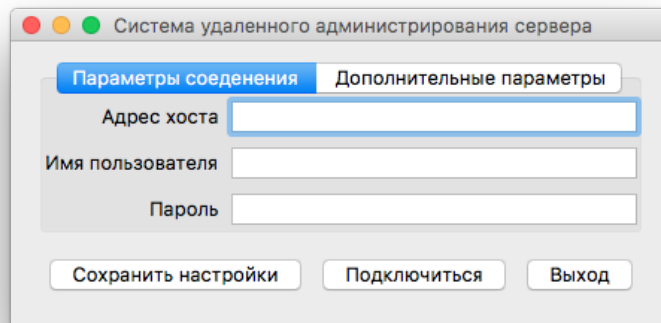 Система удаленного администрирования сервера
Параметры соеденения Дополнительные параметры
Адрес хоста
Имя пользователя
Пароль
Сохранить настройки Подключиться Выход